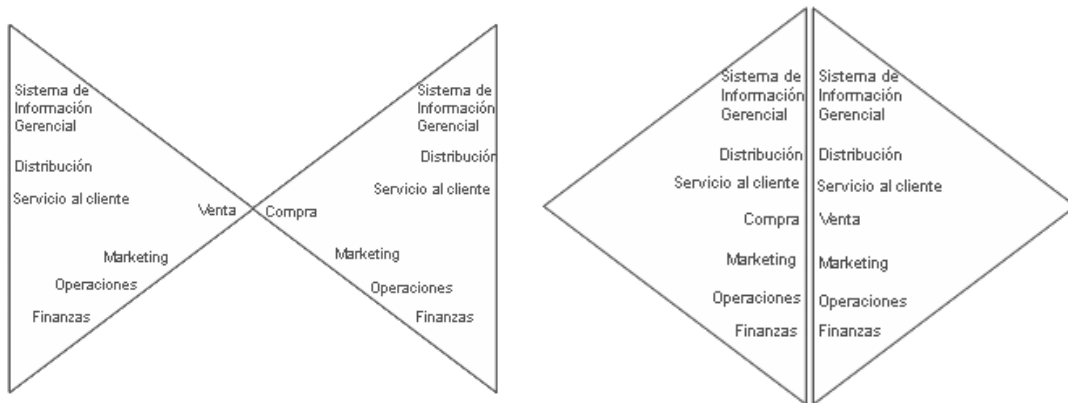 Sistema de
Información
Gerencial
Distribución
Servicio al cliente
Venta
Marketing
Operaciones
Finanzas
Sistema de
Información
Gerencial
Distribución
Servicio al cliente
Compra
Marketing
Operaciones
Finanzas
Sistema de
Información
Gerencial
Distribución
Servicio al cliente
Compra
Marketing
Operaciones
Finanzas
Sistema de
Información
Gerencial
Distribución
Servicio al cliente
Venta
Marketing
Operaciones
Finanzas